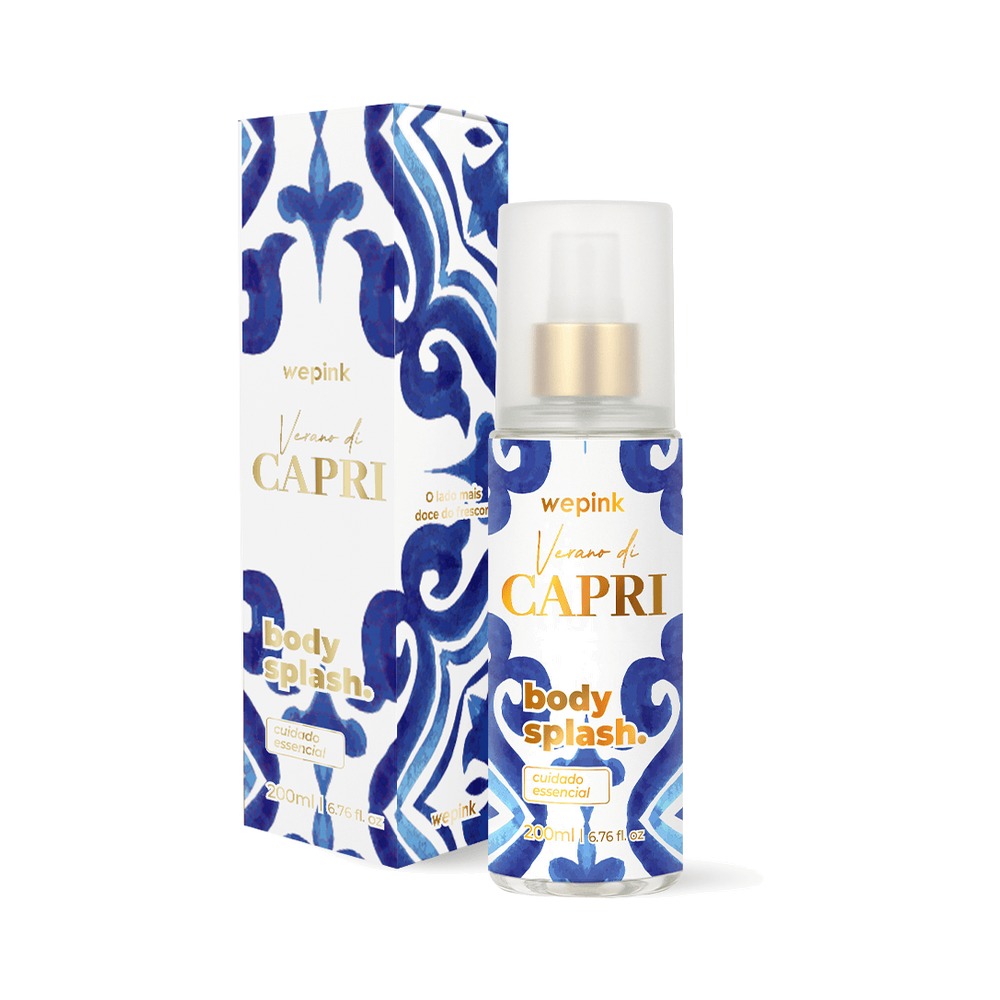 wepink
Verano di
CAPRI
body
splash.
cuidado
essencial
200ml | 6.76 fl. oz
O lado mais
doce do frescor
wepink
wepink
Verano di
CAPRI
body
splash.
cuidado
essencial
200ml | 6.76 fl. oz